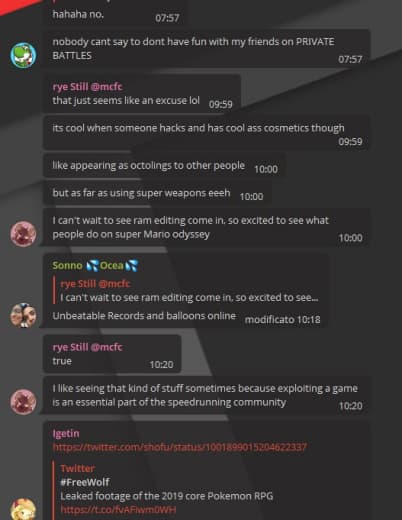 hahaha no. 07:57
nobody cant say to dont have fun with my friends on PRIVATE
BATTLES 07:57
rye Still @mcfc
that just seems like an excuse lol 09:59
its cool when someone hacks and has cool ass cosmetics though
09:59
like appearing as octolings to other people 10:00
but as far as using super weapons eeeh 10:00
I can't wait to see ram editing come in, so excited to see what
people do on super Mario odyssey 10:00
Sonno 💦Ocea💦
rye Still @mcfc
I can't wait to see ram editing come in, so excited to see...
Unbeatable Records and balloons online modificato 10:18
rye Still @mcfc
true 10:20
I like seeing that kind of stuff sometimes because exploiting a game
is an essential part of the speedrunning community 10:20
Igetin
https://twitter.com/shofu/status/1001899015204622337
Twitter
#FreeWolf
Leaked footage of the 2019 core Pokemon RPG
https://t.co/fvAFiwm0WH